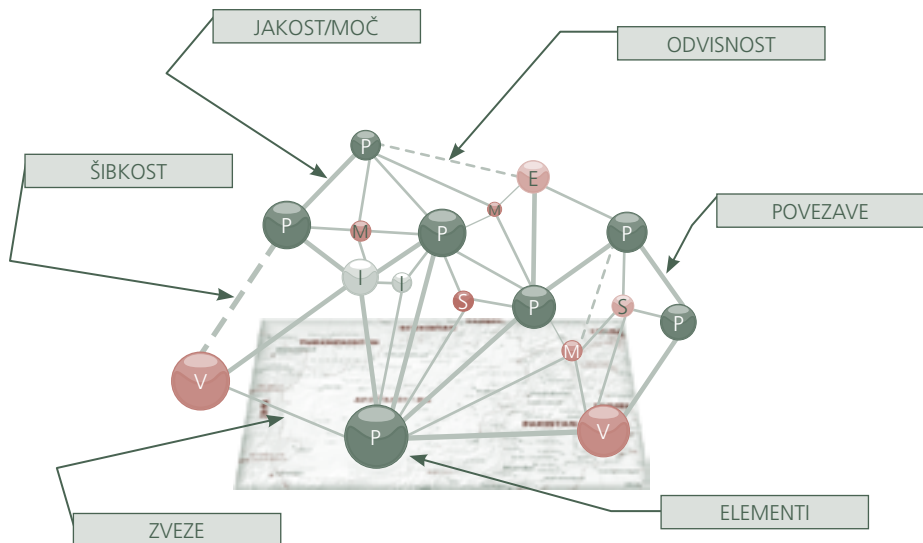 JAKOST/MOČ
ODVISNOST
ŠIBKOST
POVEZAVE
P
E
P
M
M
P
P
I
I
S
P
S
P
M
V
P
V
ELEMENTI
ZVEZE